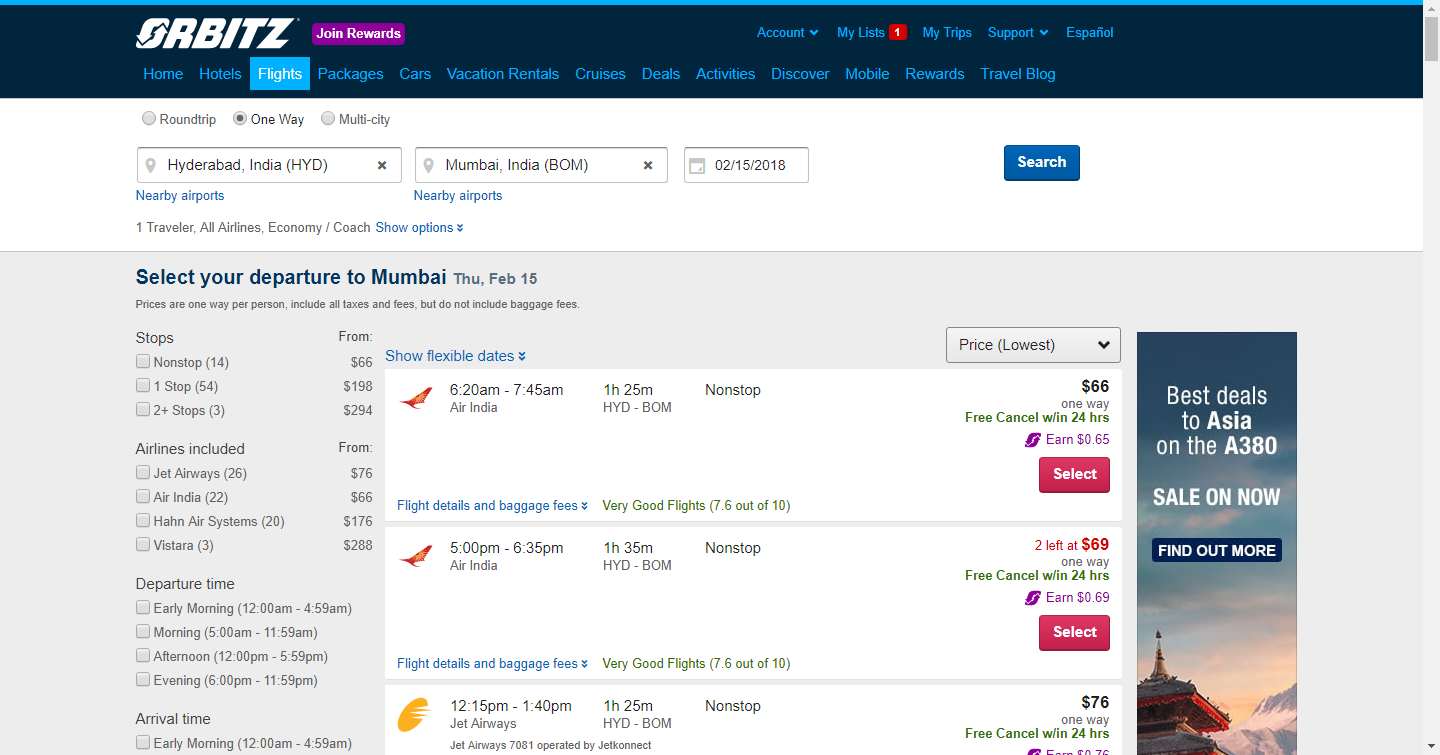 ORBITZ
Join Rewards
Account
My Lists 1
My Trips
Support
Español
Home
Hotels
Flights
Packages
Cars
Vacation Rentals
Cruises
Deals
Activities
Discover
Mobile
Rewards
Travel Blog
Roundtrip
One Way
Multi-city
Hyderabad, India (HYD)
Mumbai, India (BOM)
02/15/2018
Search
Nearby airports
Nearby airports
1 Traveler, All Airlines, Economy / Coach Show options
Select your departure to Mumbai Thu, Feb 15
Prices are one way per person, include all taxes and fees, but do not include baggage fees.
Stops From:
Nonstop (14) $66
1 Stop (54) $198
2+ Stops (3) $294
Airlines included From:
Jet Airways (26) $76
Air India (22) $66
Hahn Air Systems (20) $176
Vistara (3) $288
Departure time
Early Morning (12:00am - 4:59am)
Morning (5:00am - 11:59am)
Afternoon (12:00pm - 5:59pm)
Evening (6:00pm - 11:59pm)
Arrival time
Early Morning (12:00am - 4:59am)
Show flexible dates
Price (Lowest)
6:20am - 7:45am 1h 25m Nonstop $66
Air India HYD - BOM one way
Free Cancel w/in 24 hrs
Earn $0.65
Select
Flight details and baggage fees Very Good Flights (7.6 out of 10)
5:00pm - 6:35pm 1h 35m Nonstop 2 left at $69
Air India HYD - BOM one way
Free Cancel w/in 24 hrs
Earn $0.69
Select
Flight details and baggage fees Very Good Flights (7.6 out of 10)
12:15pm - 1:40pm 1h 25m Nonstop $76
Jet Airways HYD - BOM one way
Free Cancel w/in 24 hrs
Jet Airways 7081 operated by Jetkonnect
Earn $0.76
Best deals
to Asia
on the A380
SALE ON NOW
FIND OUT MORE